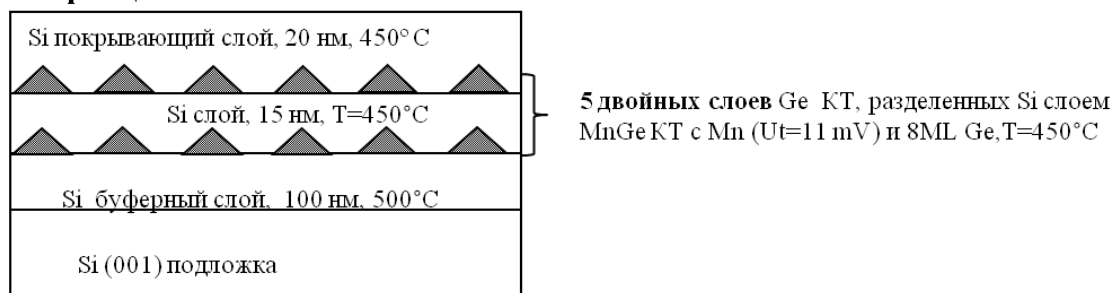 Si покрывающий слой, 20 нм, 450°С
Si слой, 15 нм, Т=450°С
5 двойных слоев Ge КТ, разделенных Si слоем
MnGe КТ с Mn (Ut=11 mV) и 8ML Ge,T=450°C
Si буферный слой, 100 нм, 500°С
Si (001) подложка